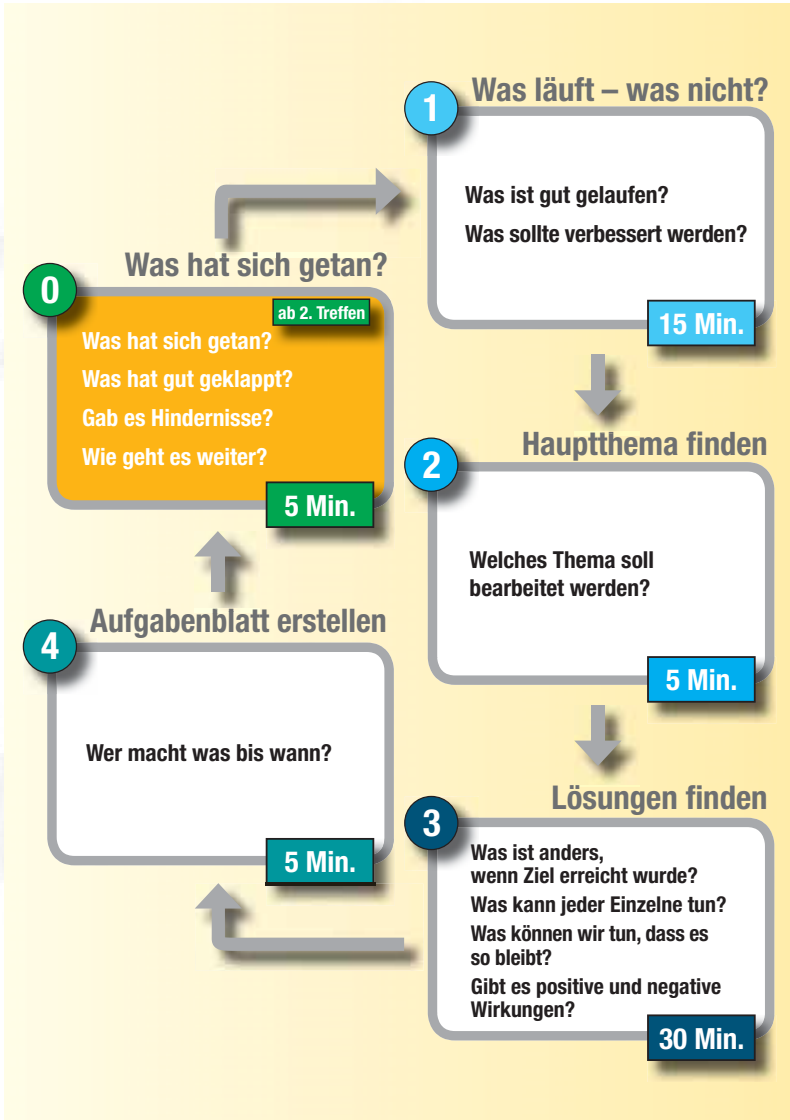 Was läuft – was nicht?
1
Was ist gut gelaufen?
Was sollte verbessert werden?
15 Min.
Was hat sich getan?
0
ab 2. Treffen
Was hat sich getan?
Was hat gut geklappt?
Gab es Hindernisse?
Wie geht es weiter?
5 Min.
Hauptthema finden
2
Welches Thema soll
bearbeitet werden?
5 Min.
Aufgabenblatt erstellen
4
Wer macht was bis wann?
5 Min.
Lösungen finden
3
Was ist anders,
wenn Ziel erreicht wurde?
Was kann jeder Einzelne tun?
Was können wir tun, dass es
so bleibt?
Gibt es positive und negative
Wirkungen?
30 Min.